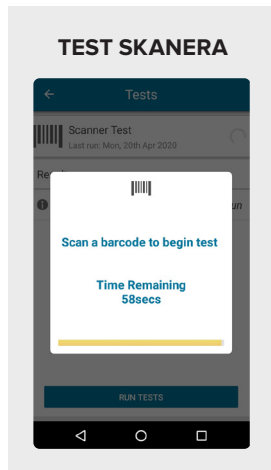 TEST SKANERA
Tests
Scanner Test
Last run: Mon, 20th Apr 2020
Scan a barcode to begin test
Time Remaining
58secs
RUN TESTS